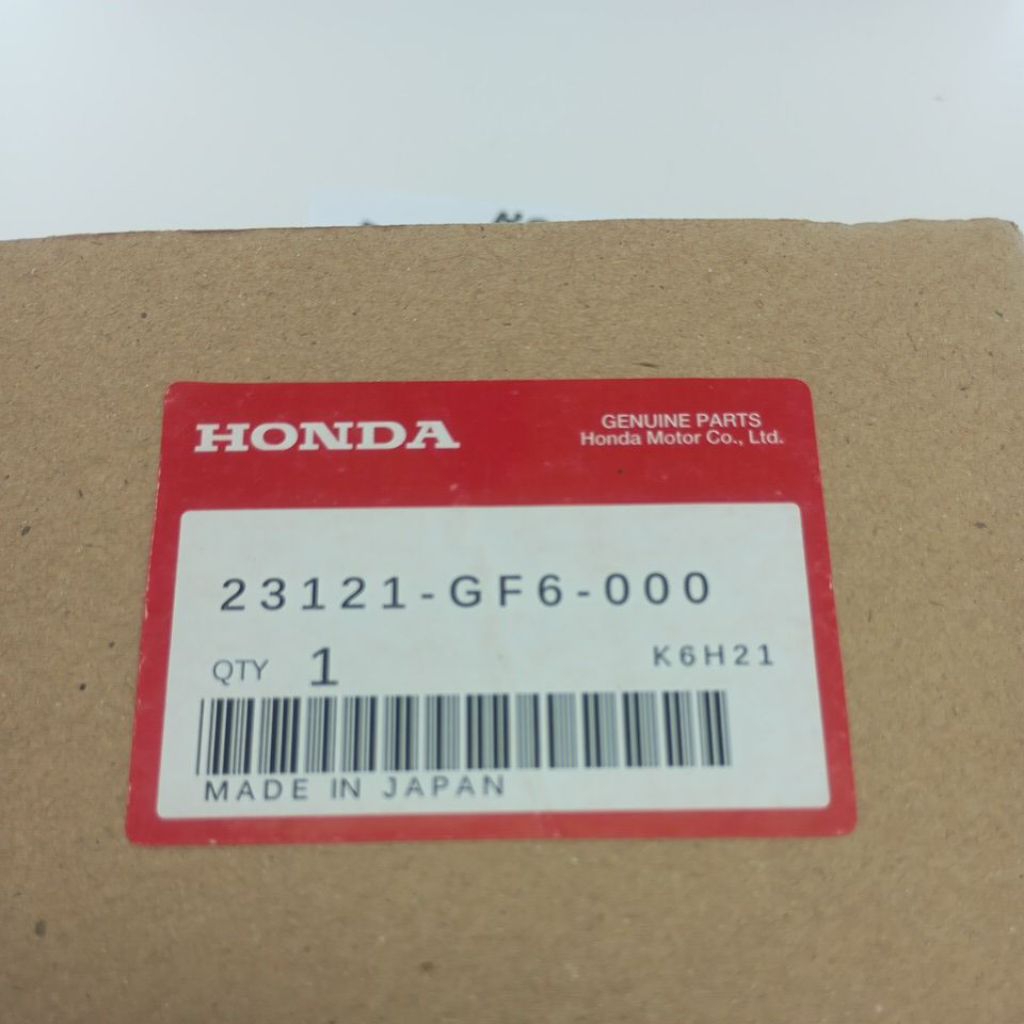 HONDA
GENUINE PARTS
Honda Motor Co., Ltd.
23121-GF6-000
QTY 1
K6H21
MADE IN JAPAN